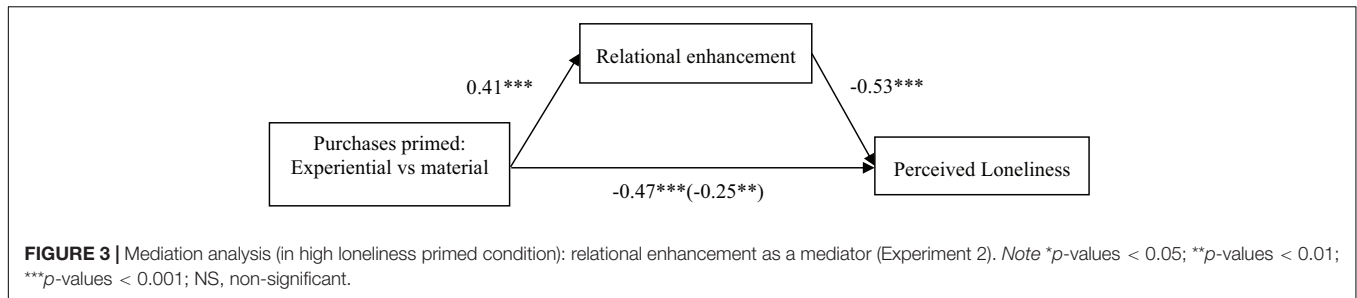 Relational enhancement
0.41***
-0.53***
Purchases primed:
Experiential vs material
Perceived Loneliness
-0.47***(-0.25**)
FIGURE 3 | Mediation analysis (in high loneliness primed condition): relational enhancement as a mediator (Experiment 2). Note *p-values < 0.05; **p-values < 0.01;
***p-values < 0.001; NS, non-significant.